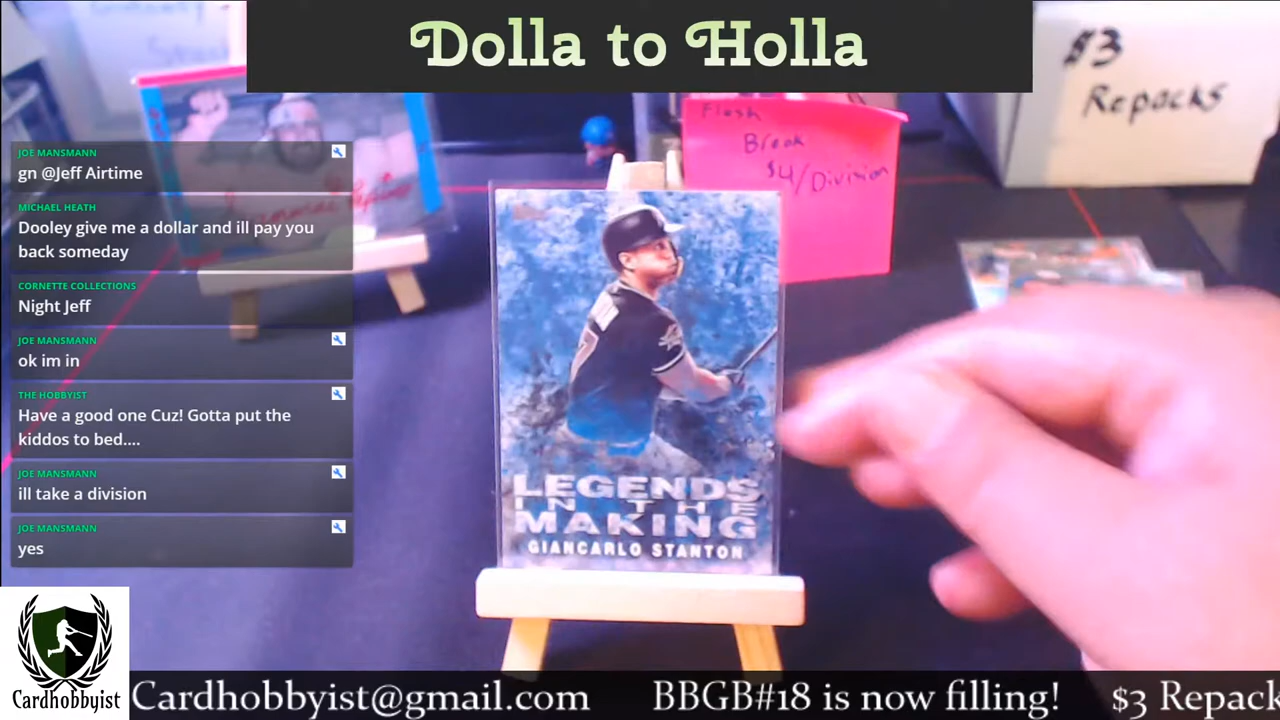 Dolla to Holla
$3
Repacks
Flash
Break
$4/Division
JOE MANSMANN
gn @Jeff Airtime
MICHAEL HEATH
Dooley give me a dollar and ill pay you
back someday
CORNETTE COLLECTIONS
Night Jeff
JOE MANSMANN
ok im in
THE HOBBYIST
Have a good one Cuz! Gotta put the
kiddos to bed....
JOE MANSMANN
ill take a division
JOE MANSMANN
yes
LEGENDS
IN THE
MAKING
GIANCARLO STANTON
Cardhobbyist
Cardhobbyist@gmail.com BBGB#18 is now filling! $3 Repack